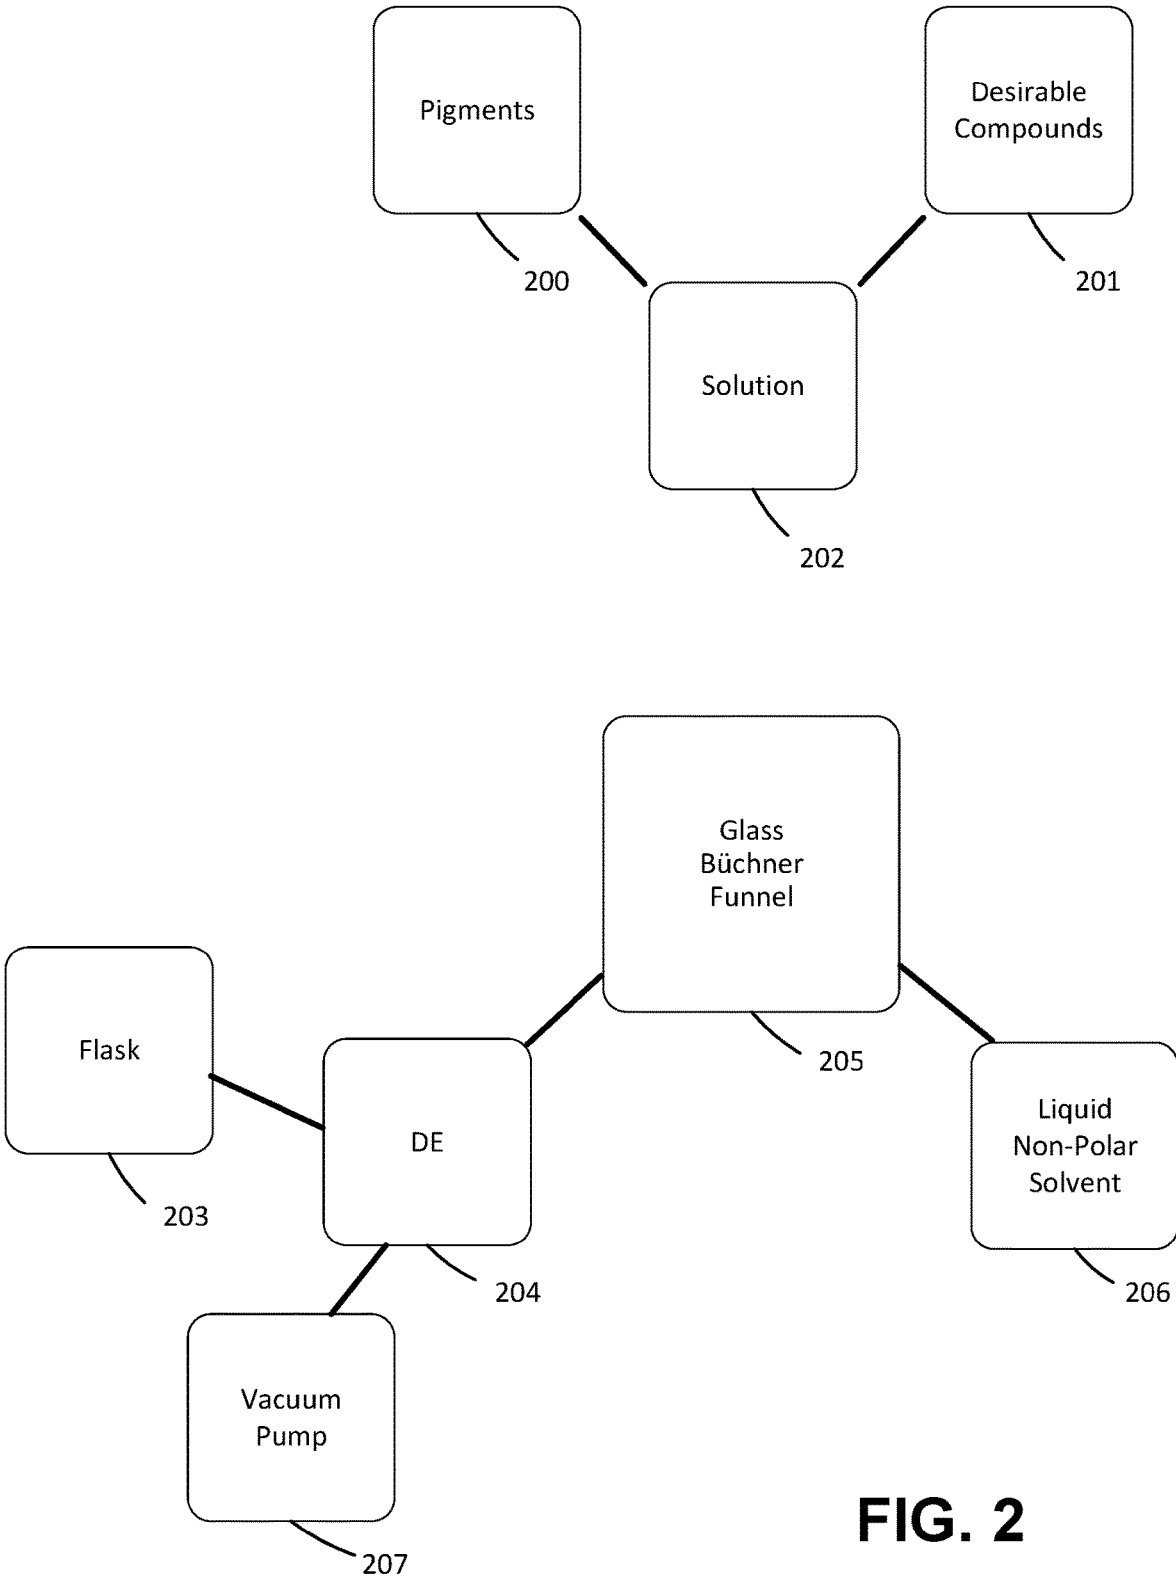 Pigments
Desirable
Compounds
200
201
Solution
202
Glass
Büchner
Funnel
205
Flask
203
DE
204
Liquid
Non-Polar
Solvent
206
Vacuum
Pump
207
FIG. 2